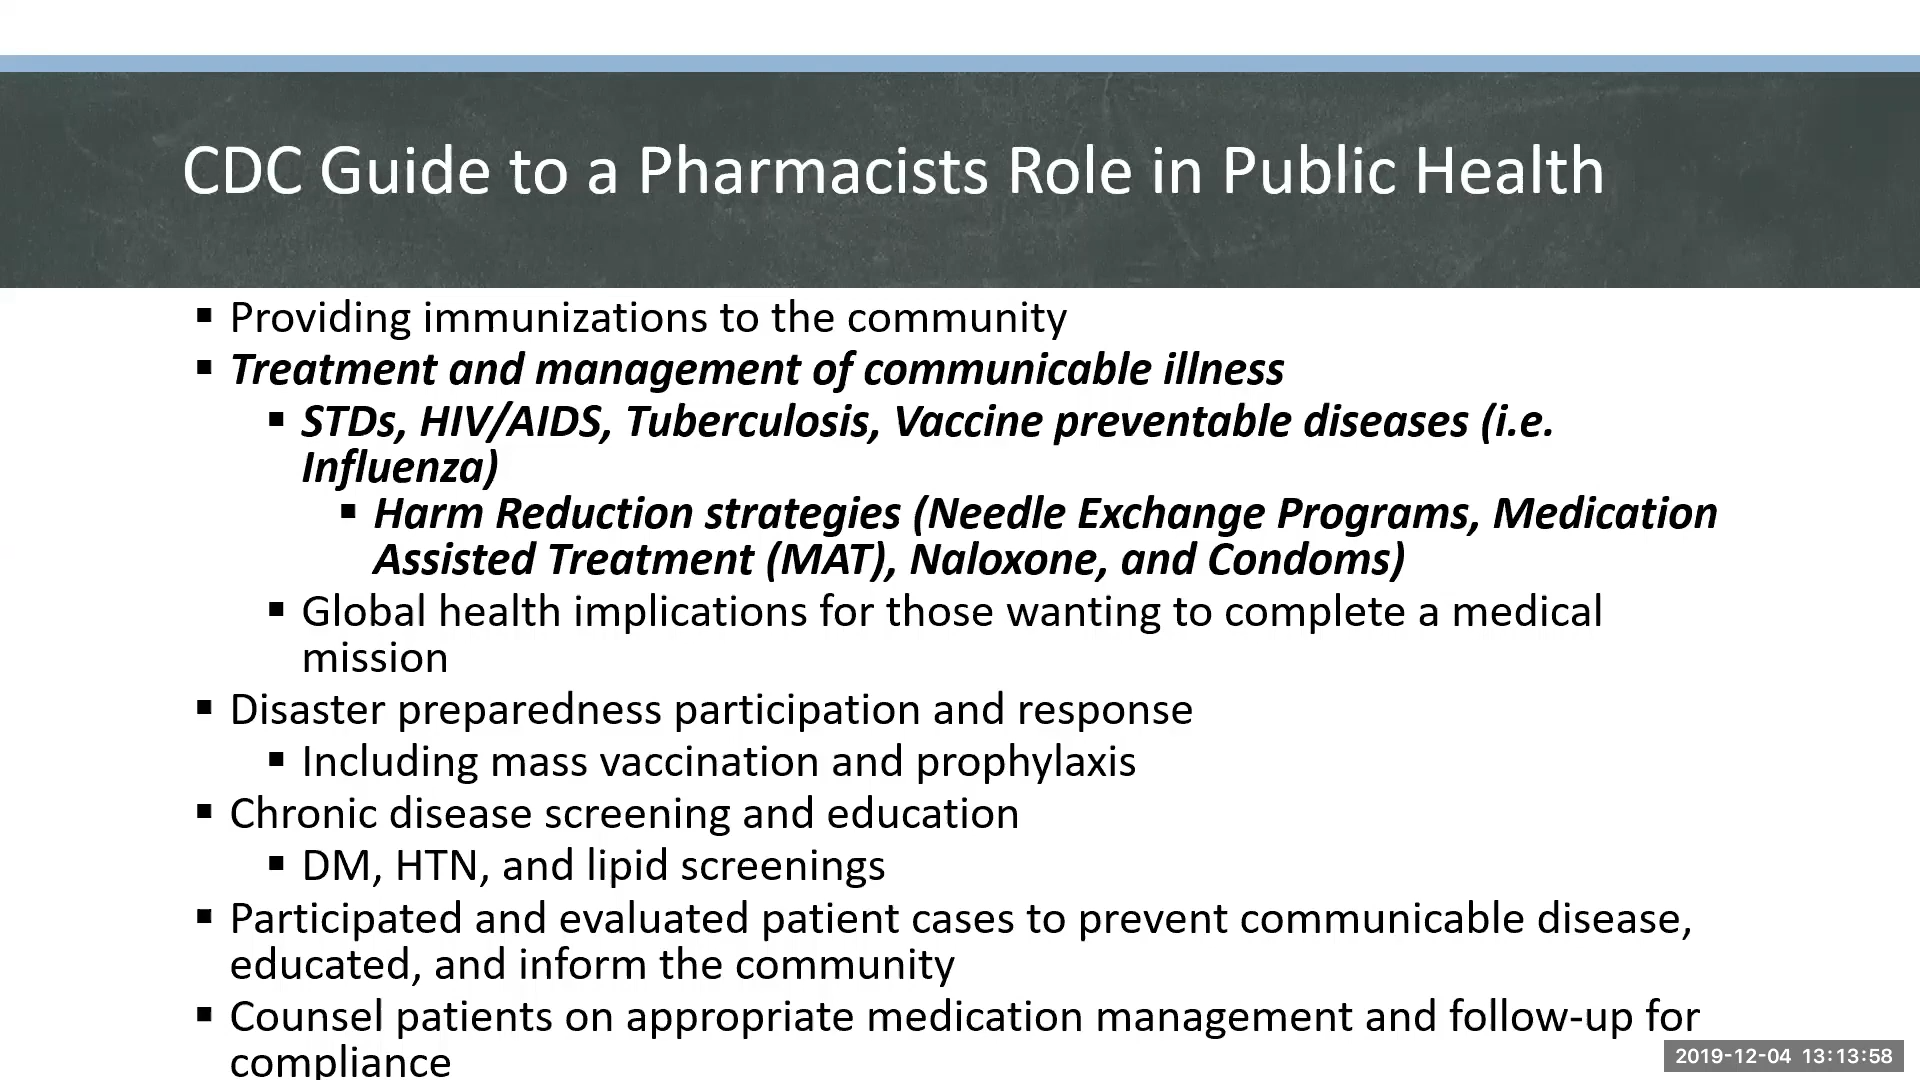 CDC Guide to a Pharmacists Role in Public Health
▪ Providing immunizations to the community
▪ Treatment and management of communicable illness
▪ STDs, HIV/AIDS, Tuberculosis, Vaccine preventable diseases (i.e.
Influenza)
▪ Harm Reduction strategies (Needle Exchange Programs, Medication
Assisted Treatment (MAT), Naloxone, and Condoms)
▪ Global health implications for those wanting to complete a medical
mission
▪ Disaster preparedness participation and response
▪ Including mass vaccination and prophylaxis
▪ Chronic disease screening and education
▪ DM, HTN, and lipid screenings
▪ Participated and evaluated patient cases to prevent communicable disease,
educated, and inform the community
▪ Counsel patients on appropriate medication management and follow-up for
compliance
2019-12-04 13:13:58